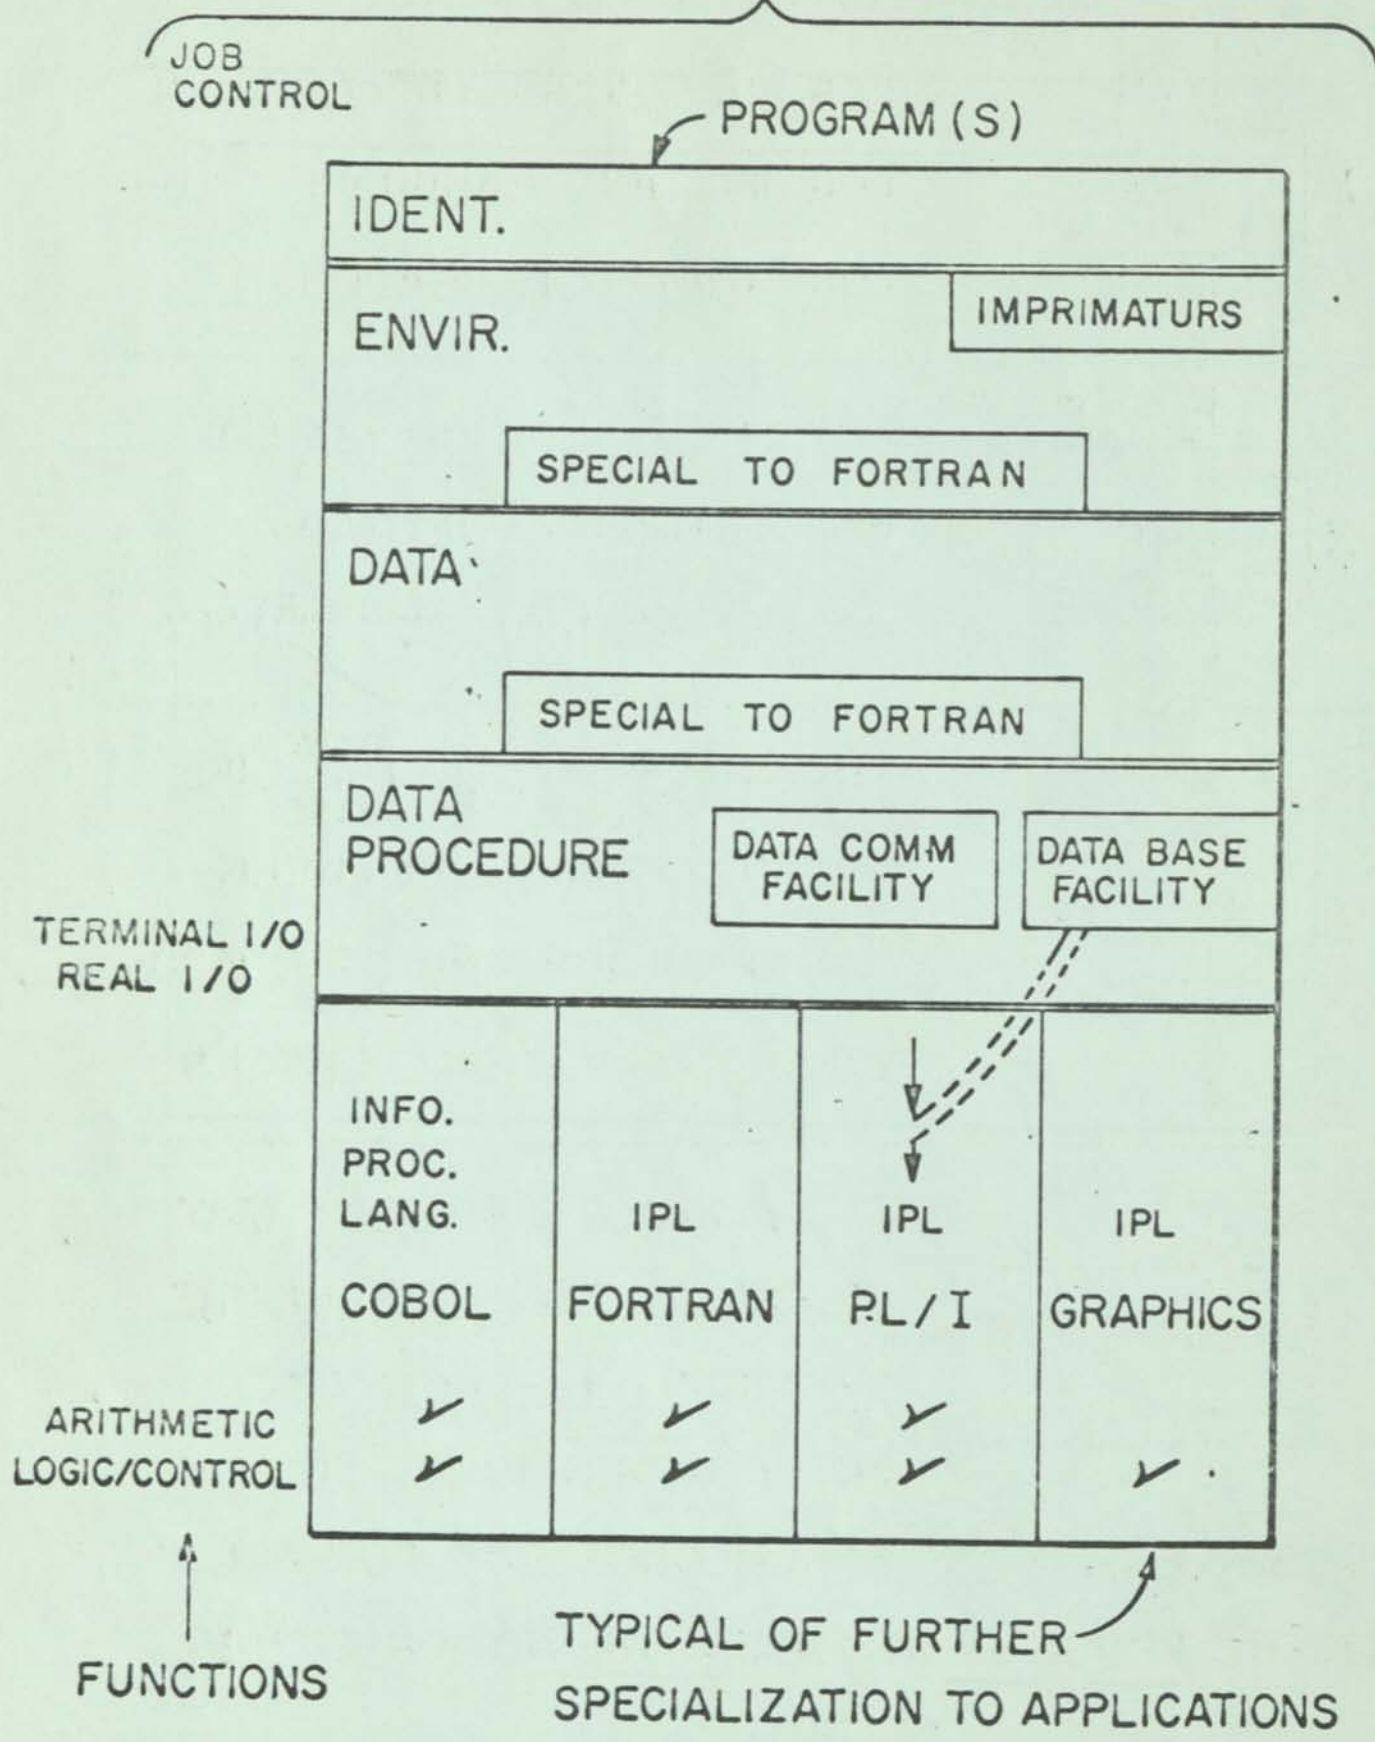 JOB
CONTROL
PROGRAM(S)
IDENT.
IMPRIMATURS
ENVIR.
SPECIAL TO FORTRAN
DATA
SPECIAL TO FORTRAN
DATA
PROCEDURE
DATA COMM
FACILITY
DATA BASE
FACILITY
TERMINAL I/O
REAL I/O
INFO.
PROC.
LANG.
IPL
IPL
IPL
COBOL
FORTRAN
PL/I
GRAPHICS
ARITHMETIC
LOGIC/CONTROL
FUNCTIONS
TYPICAL OF FURTHER
SPECIALIZATION TO APPLICATIONS